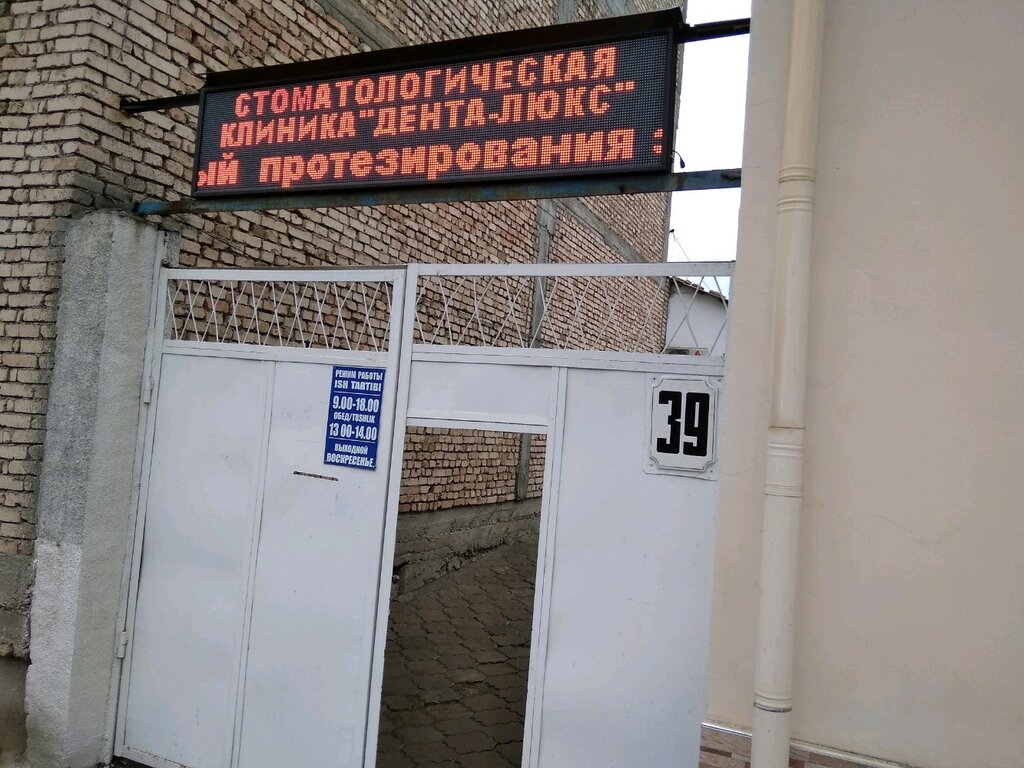 СТОМАТОЛОГИЧЕСКАЯ
КЛИНИКА "ДЕНТА-ЛЮКС"
ый протезирования
РЕЖИМ РАБОТЫ
ISH TARTIBI
9.00-18.00
ОБЕД/TUSHLIK
13 00-14.00
ВЫХОДНОЙ
ВОСКРЕСЕНЬЕ.
39